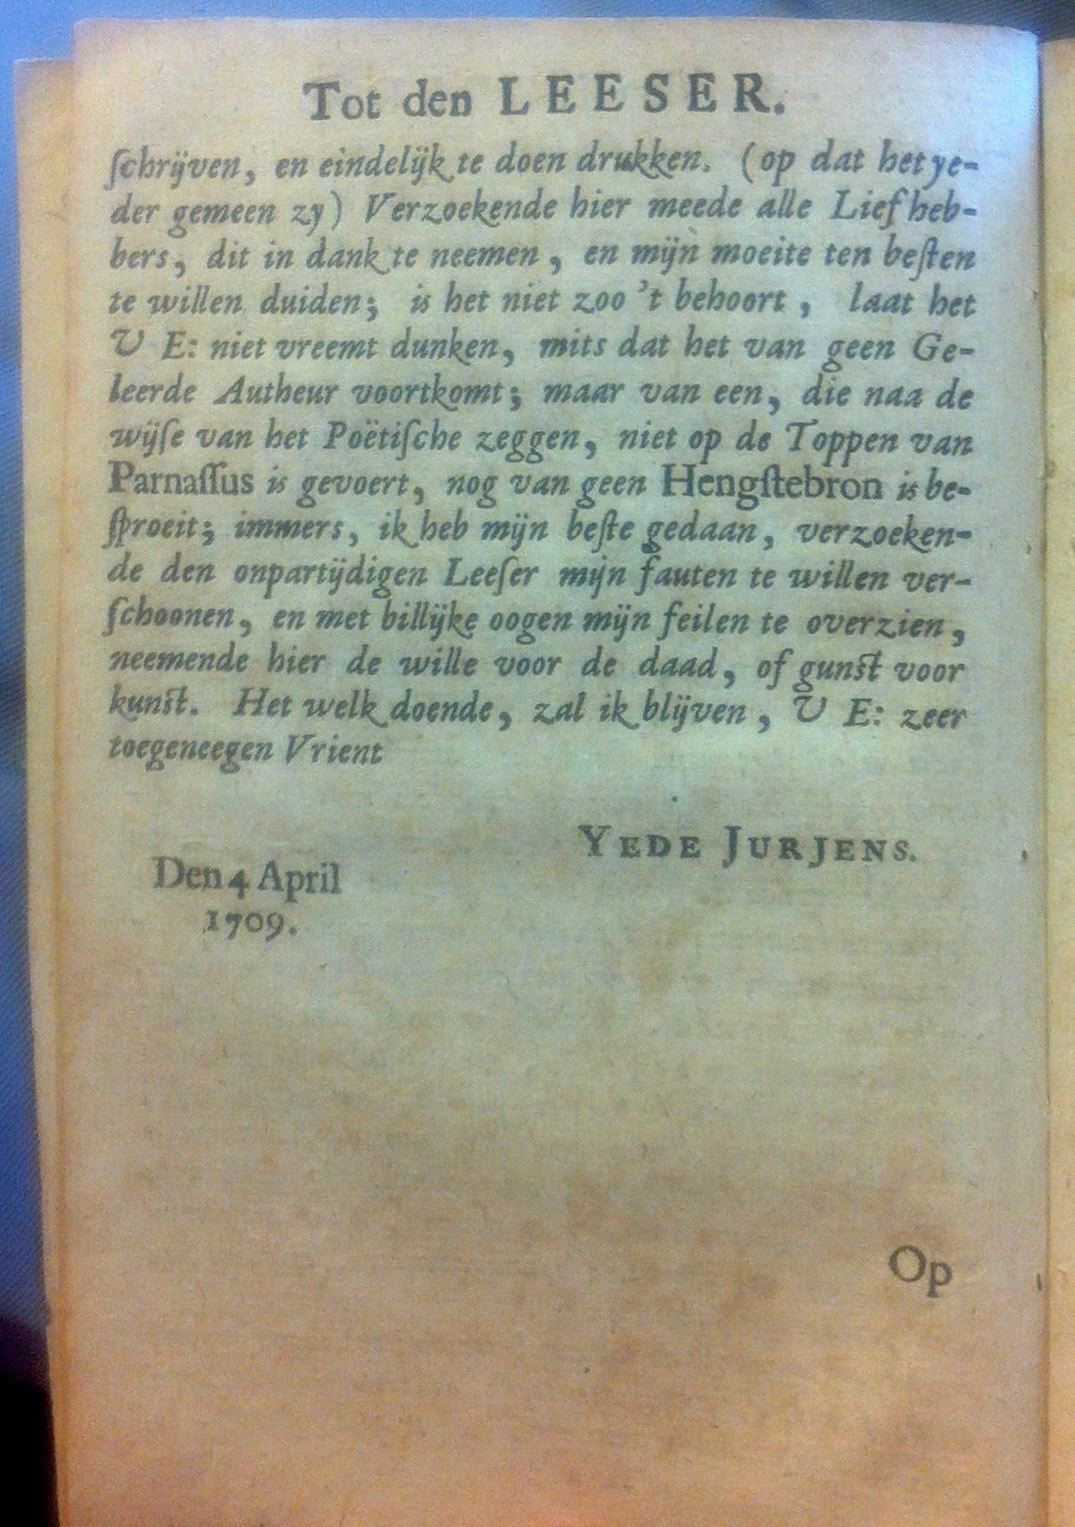 Tot den LEESER.
ſchrijven, en eindelijk te doen drukken. (op dat het ye-
der gemeen zy) Verzoekende hier meede alle Liefheb-
bers, dit in dank te neemen, en mijn moeite ten beſten
te willen duiden; is het niet zoo 't behoort, laat het
U E: niet vreemt dunken, mits dat het van geen Ge-
leerde Autheur voortkomt; maar van een, die naa de
wijſe van het Poëtiſche zeggen, niet op de Toppen van
Parnaſſus is gevoert, nog van geen Hengſtebron is be-
ſproeit; immers, ik heb mijn beſte gedaan, verzoeken-
de den onpartijdigen Leeſer mijn fauten te willen ver-
ſchoonen, en met billijke oogen mijn feilen te overzien,
neemende hier de wille voor de daad, of gunſt voor
kunſt. Het welk doende, zal ik blijven, U E: zeer
toegeneegen Vrient
YEDE JURJENS.
Den 4 April
1709.
Op